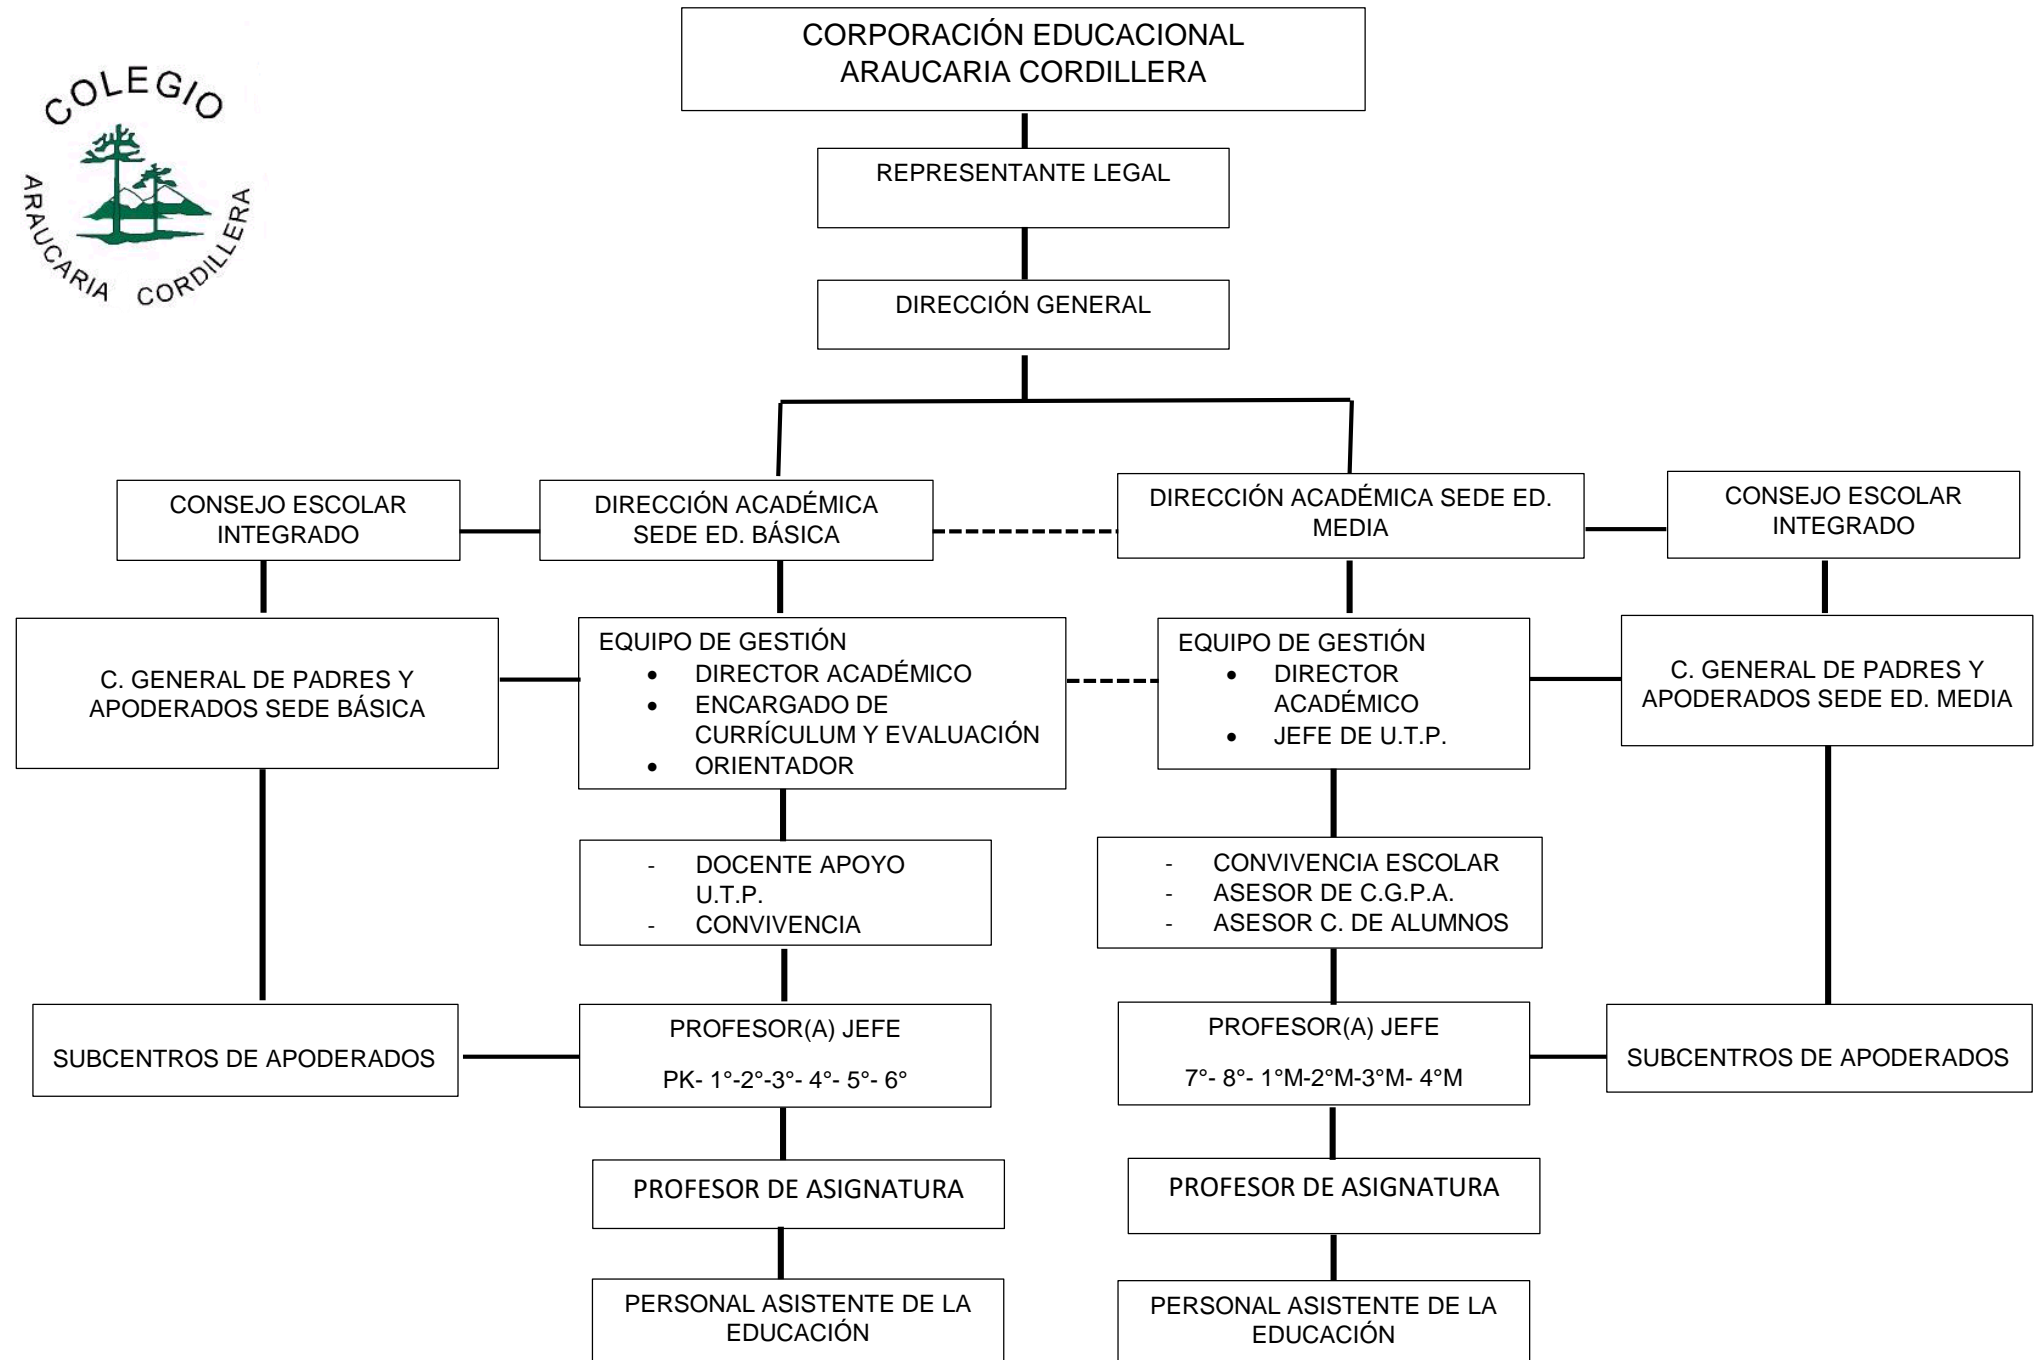 COLEGIO
ARAUCARIA CORDILLERA
CORPORACIÓN EDUCACIONAL
ARAUCARIA CORDILLERA
REPRESENTANTE LEGAL
DIRECCIÓN GENERAL
CONSEJO ESCOLAR
INTEGRADO
DIRECCIÓN ACADÉMICA
SEDE ED. BÁSICA
DIRECCIÓN ACADÉMICA SEDE ED.
MEDIA
CONSEJO ESCOLAR
INTEGRADO
C. GENERAL DE PADRES Y
APODERADOS SEDE BÁSICA
EQUIPO DE GESTIÓN
• DIRECTOR ACADÉMICO
• ENCARGADO DE
CURRÍCULUM Y EVALUACIÓN
• ORIENTADOR
EQUIPO DE GESTIÓN
• DIRECTOR
ACADÉMICO
• JEFE DE U.T.P.
C. GENERAL DE PADRES Y
APODERADOS SEDE ED. MEDIA
- DOCENTE APOYO
U.T.P.
- CONVIVENCIA
- CONVIVENCIA ESCOLAR
- ASESOR DE C.G.P.A.
- ASESOR C. DE ALUMNOS
SUBCENTROS DE APODERADOS
PROFESOR(A) JEFE
PK- 1°-2°-3°- 4°- 5°- 6°
PROFESOR(A) JEFE
7°- 8°- 1°M-2°M-3°M- 4°M
SUBCENTROS DE APODERADOS
PROFESOR DE ASIGNATURA
PROFESOR DE ASIGNATURA
PERSONAL ASISTENTE DE LA
EDUCACIÓN
PERSONAL ASISTENTE DE LA
EDUCACIÓN